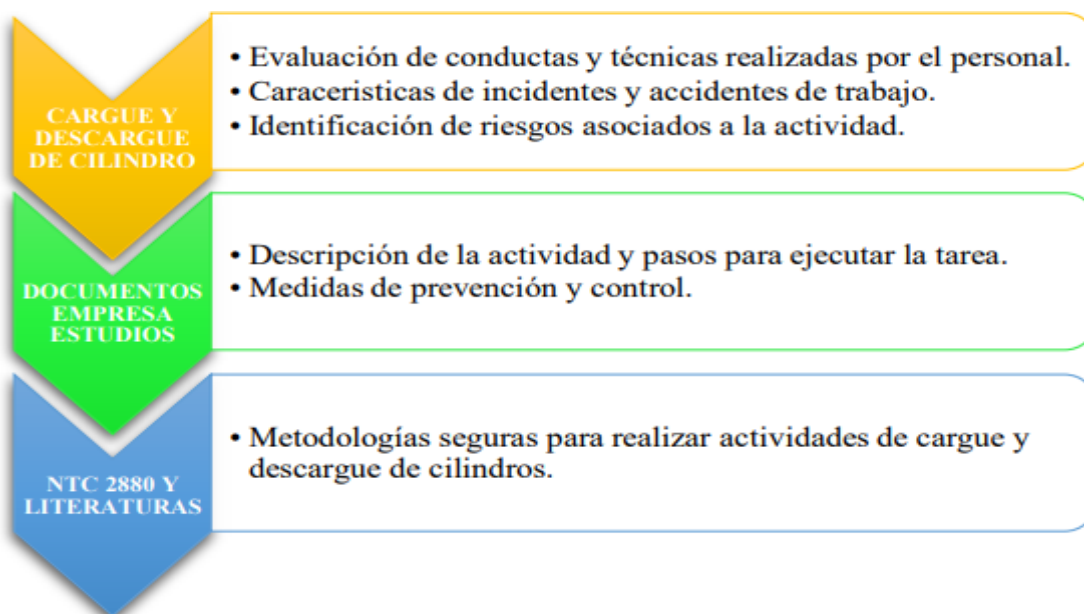 CARGUE Y
DESCARGUE
DE CILINDRO
• Evaluación de conductas y técnicas realizadas por el personal.
• Caraceristicas de incidentes y accidentes de trabajo.
• Identificación de riesgos asociados a la actividad.
DOCUMENTOS
EMPRESA
ESTUDIOS
• Descripción de la actividad y pasos para ejecutar la tarea.
• Medidas de prevención y control.
NTC 2880 Y
LITERATURAS
• Metodologías seguras para realizar actividades de cargue y
descargue de cilindros.